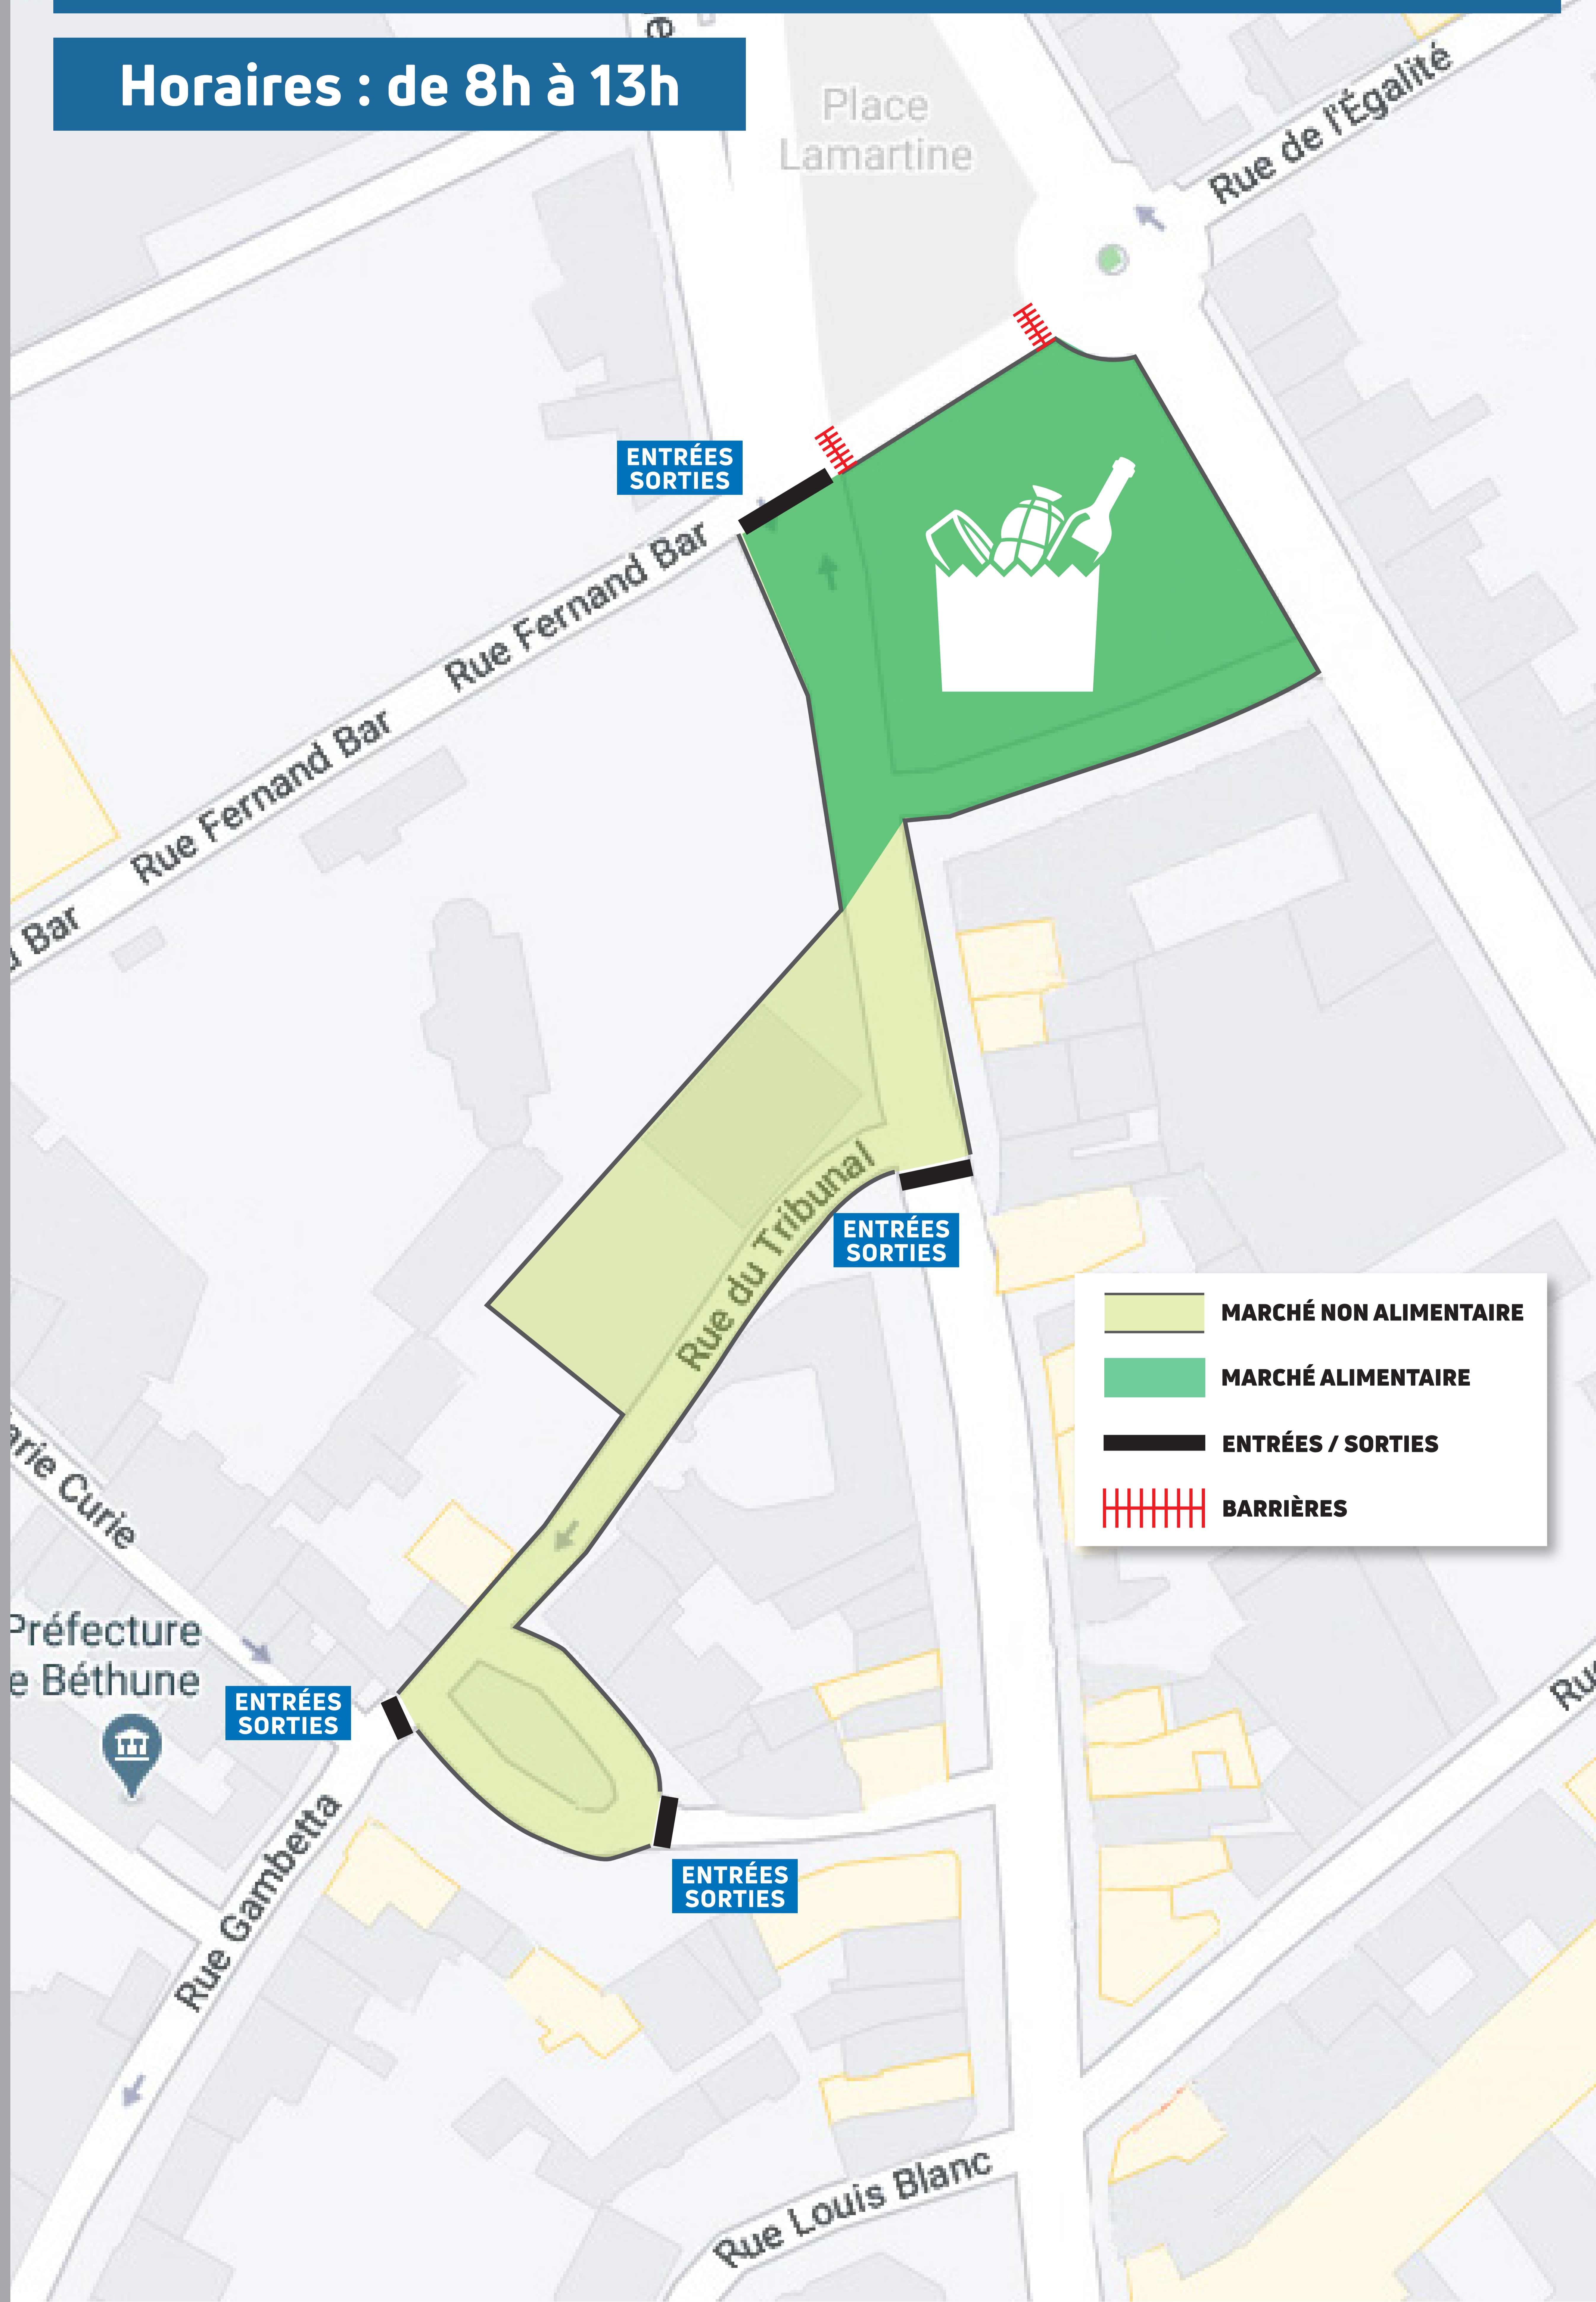 Horaires : de 8h à 13h
Place
Lamartine
Rue de l'Égalité
ENTRÉES
SORTIES
Rue Fernand Bar
Rue Fernand Bar
Bar
Rue du Tribunal
ENTRÉES
SORTIES
MARCHÉ NON ALIMENTAIRE
MARCHÉ ALIMENTAIRE
ENTRÉES / SORTIES
BARRIÈRES
arie Curie
Préfecture
e Béthune
ENTRÉES
SORTIES
Rue Gambetta
ENTRÉES
SORTIES
Ru
Rue Louis Blanc